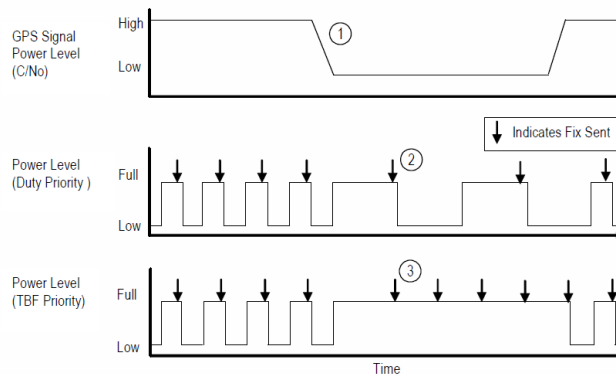 GPS Signal
Power Level
(C/No)
High
Low
1
Indicates Fix Sent
Power Level
(Duty Priority )
Full
Low
2
Power Level
(TBF Priority)
Full
Low
3
Time